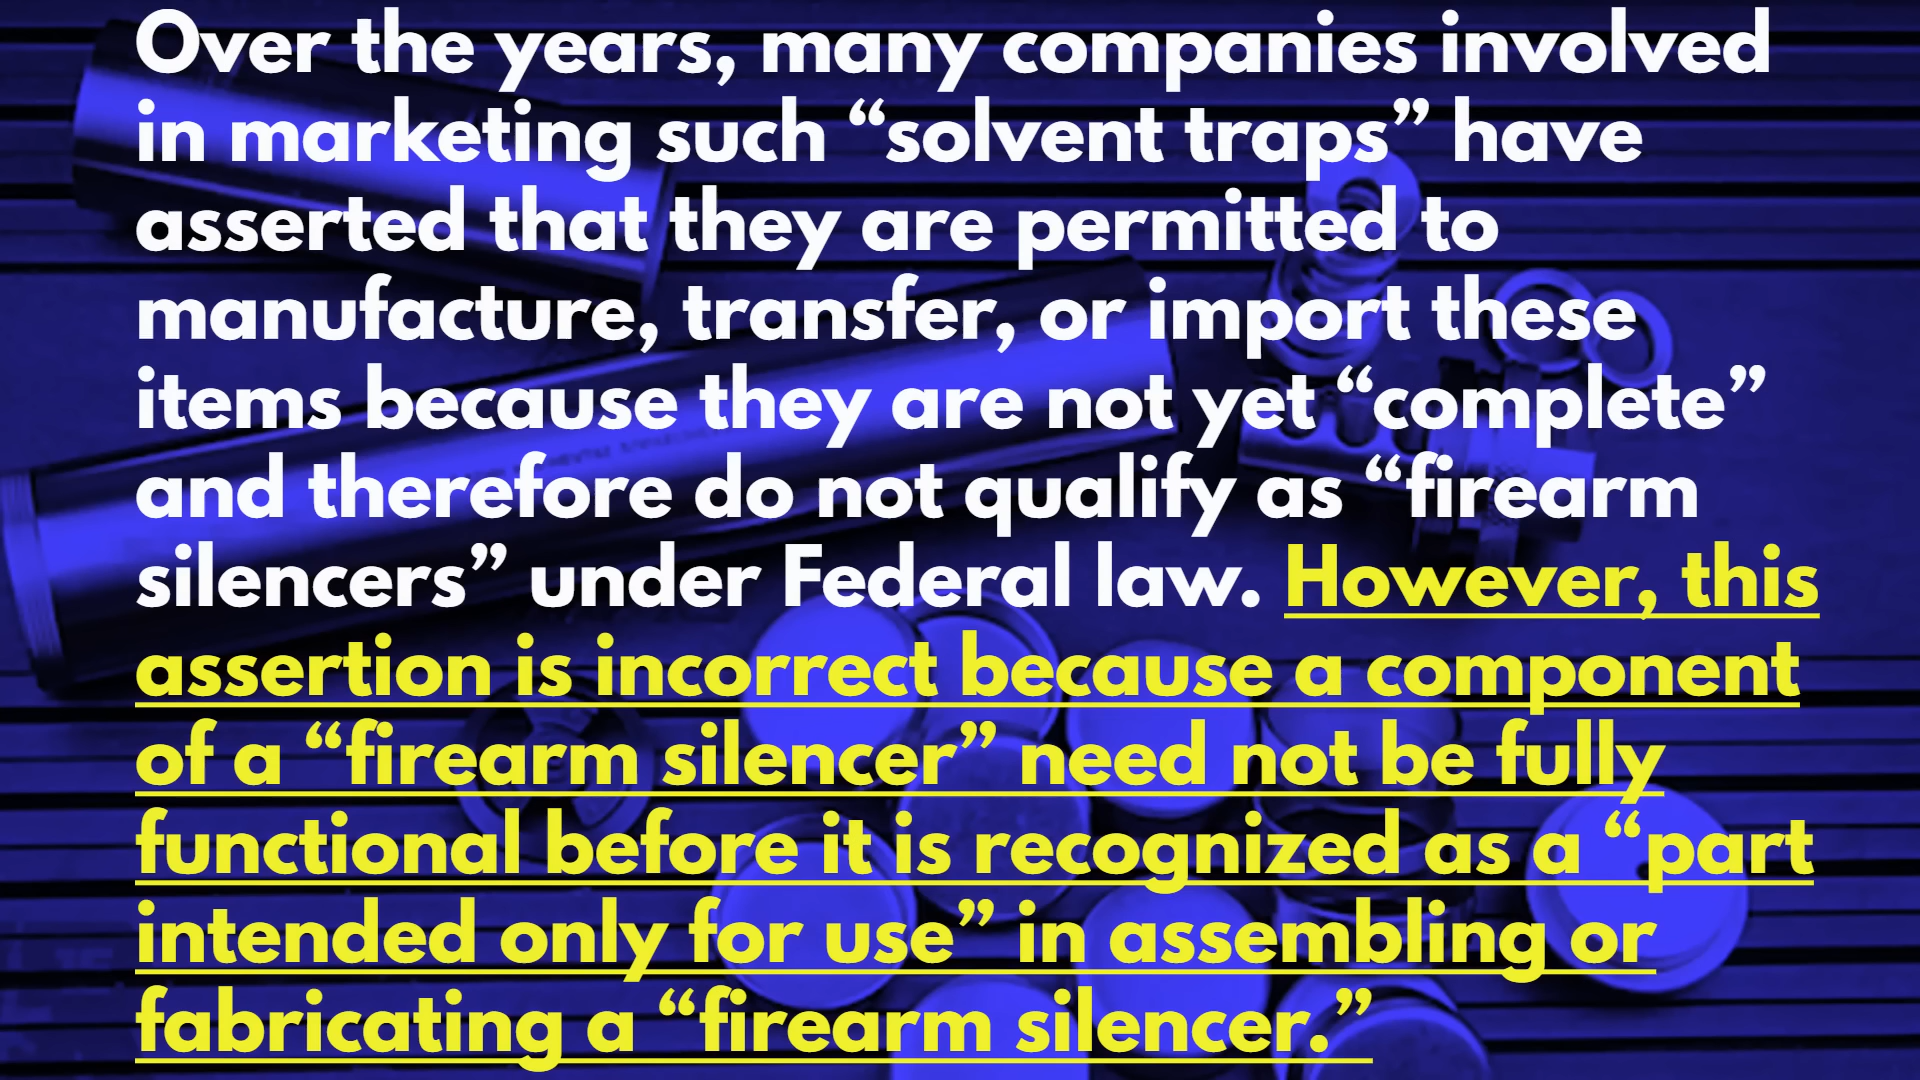 Over the years, many companies involved
in marketing such “solvent traps” have
asserted that they are permitted to
manufacture, transfer, or import these
items because they are not yet “complete”
and therefore do not qualify as “firearm
silencers” under Federal law. However, this
assertion is incorrect because a component
of a “firearm silencer” need not be fully
functional before it is recognized as a “part
intended only for use” in assembling or
fabricating a “firearm silencer.”